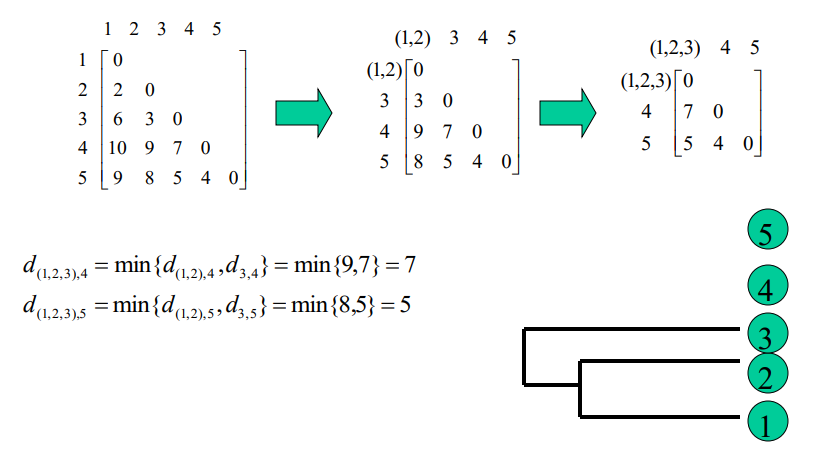 1 2 3 4 5
1 0
2 2 0
3 6 3 0
4 10 9 7 0
5 9 8 5 4 0
(1,2) 3 4 5
(1,2) 0
3 3 0
4 9 7 0
5 8 5 4 0
(1,2,3) 4 5
(1,2,3) 0
4 7 0
5 5 4 0
d(1,2,3),4 = min{d(1,2),4 ,d3,4} = min{9,7} = 7
d(1,2,3),5 = min{d(1,2),5 ,d3,5} = min{8,5} = 5
5
4
3
2
1